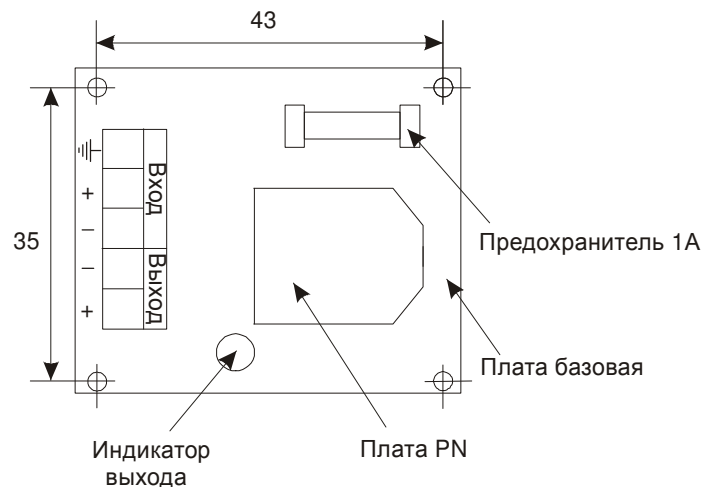 43
Вход
+
−
35
−
Выход
+
Предохранитель 1А
Плата базовая
Индикатор
выхода
Плата PN